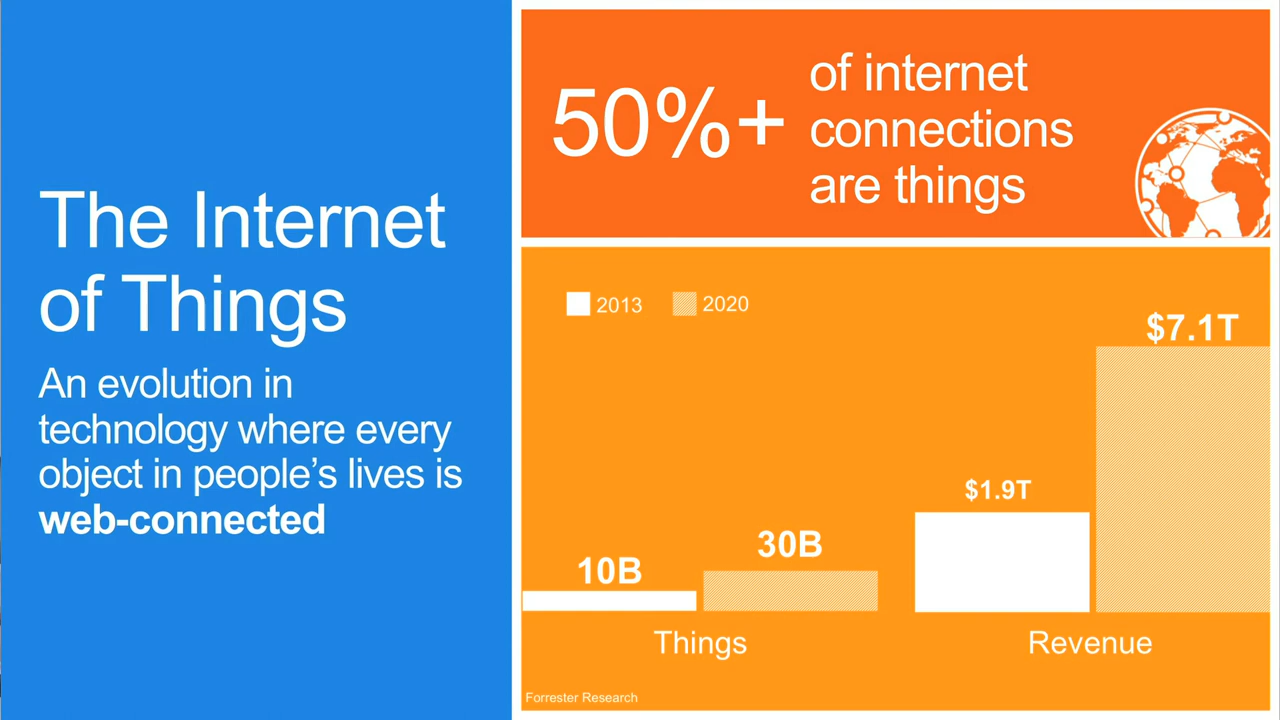 The Internet
of Things
An evolution in
technology where every
object in people’s lives is
web-connected
50%+
of internet
connections
are things
2013
2020
$7.1T
$1.9T
30B
10B
Things
Revenue
Forrester Research